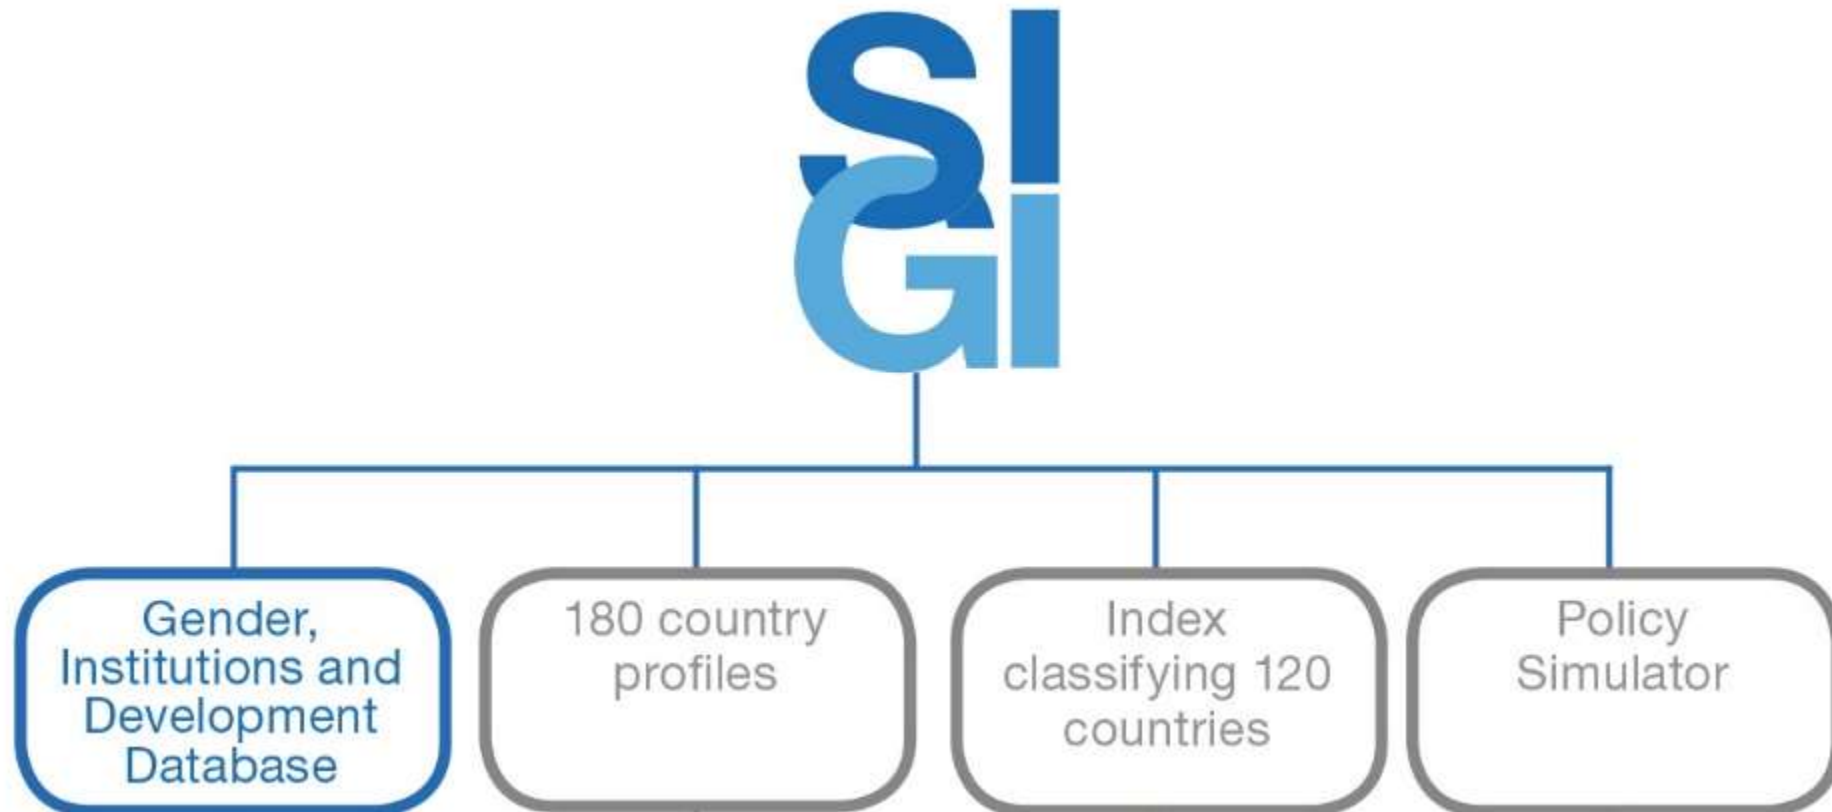 SI
GI
Gender,
Institutions and
Development
Database
180 country
profiles
Index
classifying 120
countries
Policy
Simulator